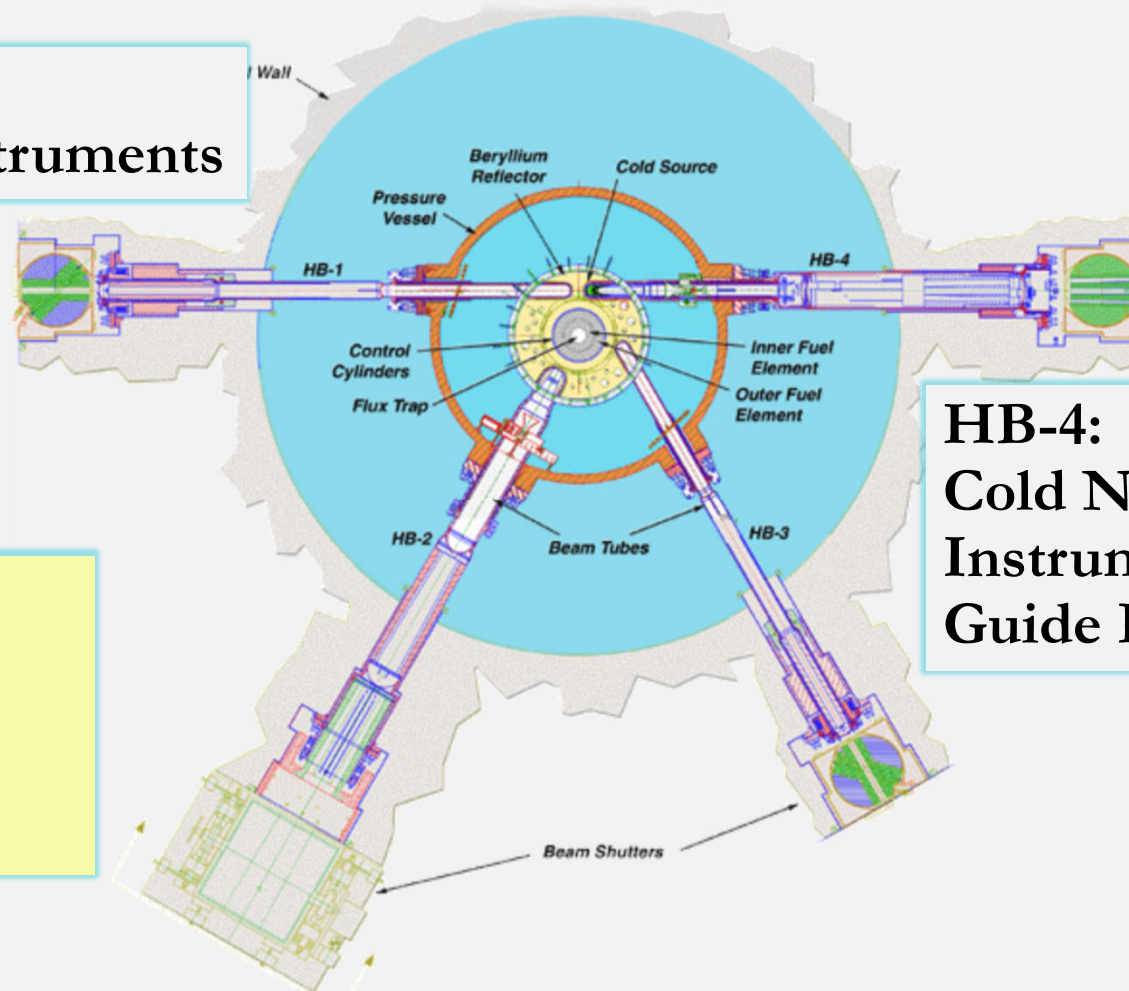 Wall
truments
Beryllium
Reflector
Cold Source
Pressure
Vessel
HB-1
HB-4
Control
Cylinders
Inner Fuel
Element
Flux Trap
Outer Fuel
Element
HB-4:
Cold N
Instrun
Guide
HB-2
Beam Tubes
HB-3
Beam Shutters